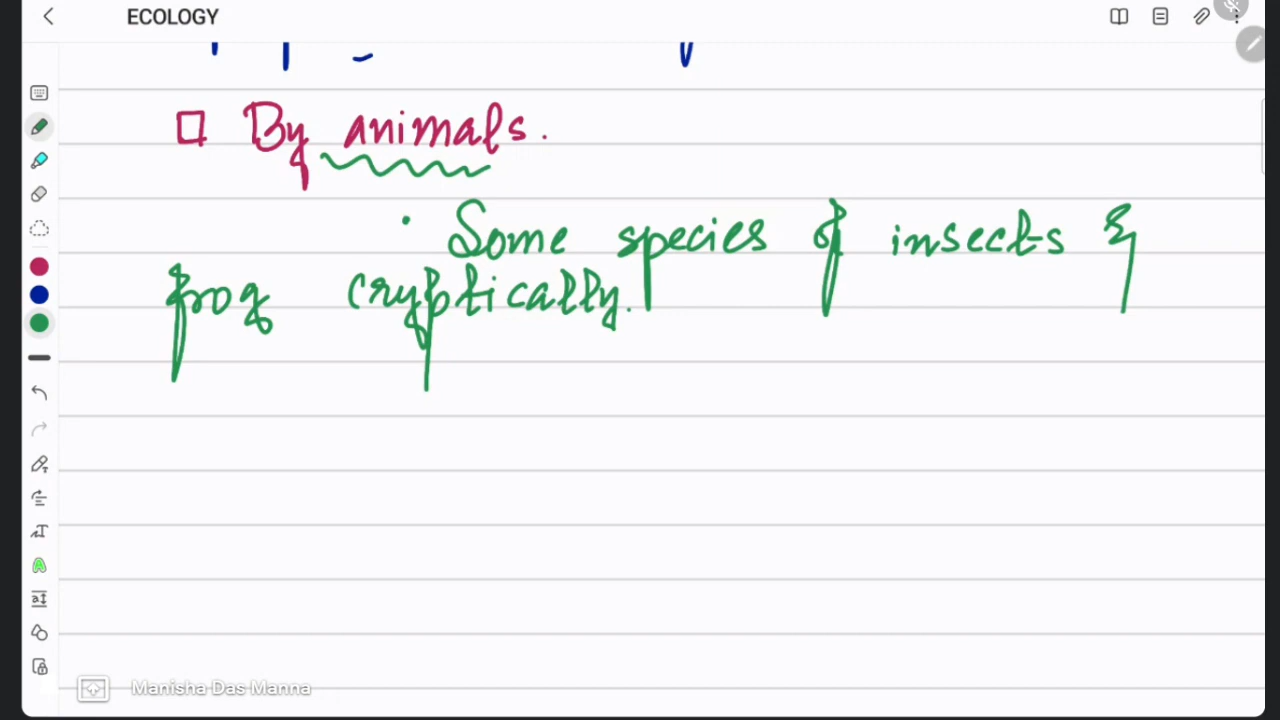 ECOLOGY
By animals.
• Some species of insects &
frog cryptically.
Manisha Das Manna